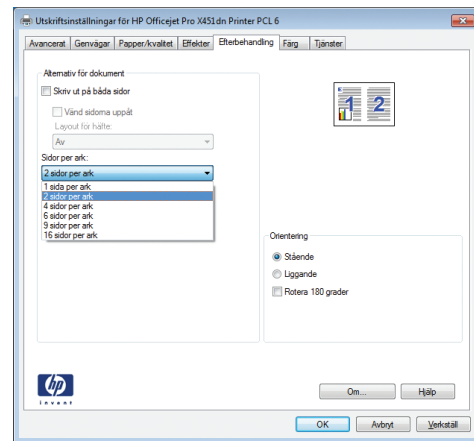 Utskriftsinställningar för HP Officejet Pro X451dn Printer PCL 6
Avancerat Genvägar Papper/kvalitet Effekter Efterbehandling Färg Tjänster
Alternativ för dokument
Skriv ut på båda sidor
Vänd sidorna uppåt
Layout för häfte:
Av
Sidor per ark:
2 sidor per ark
1 sida per ark
2 sidor per ark
4 sidor per ark
6 sidor per ark
9 sidor per ark
16 sidor per ark
1 2
Orientering
Stående
Liggande
Rotera 180 grader
hp
invent
Om... Hjälp
OK Avbryt Verkställ